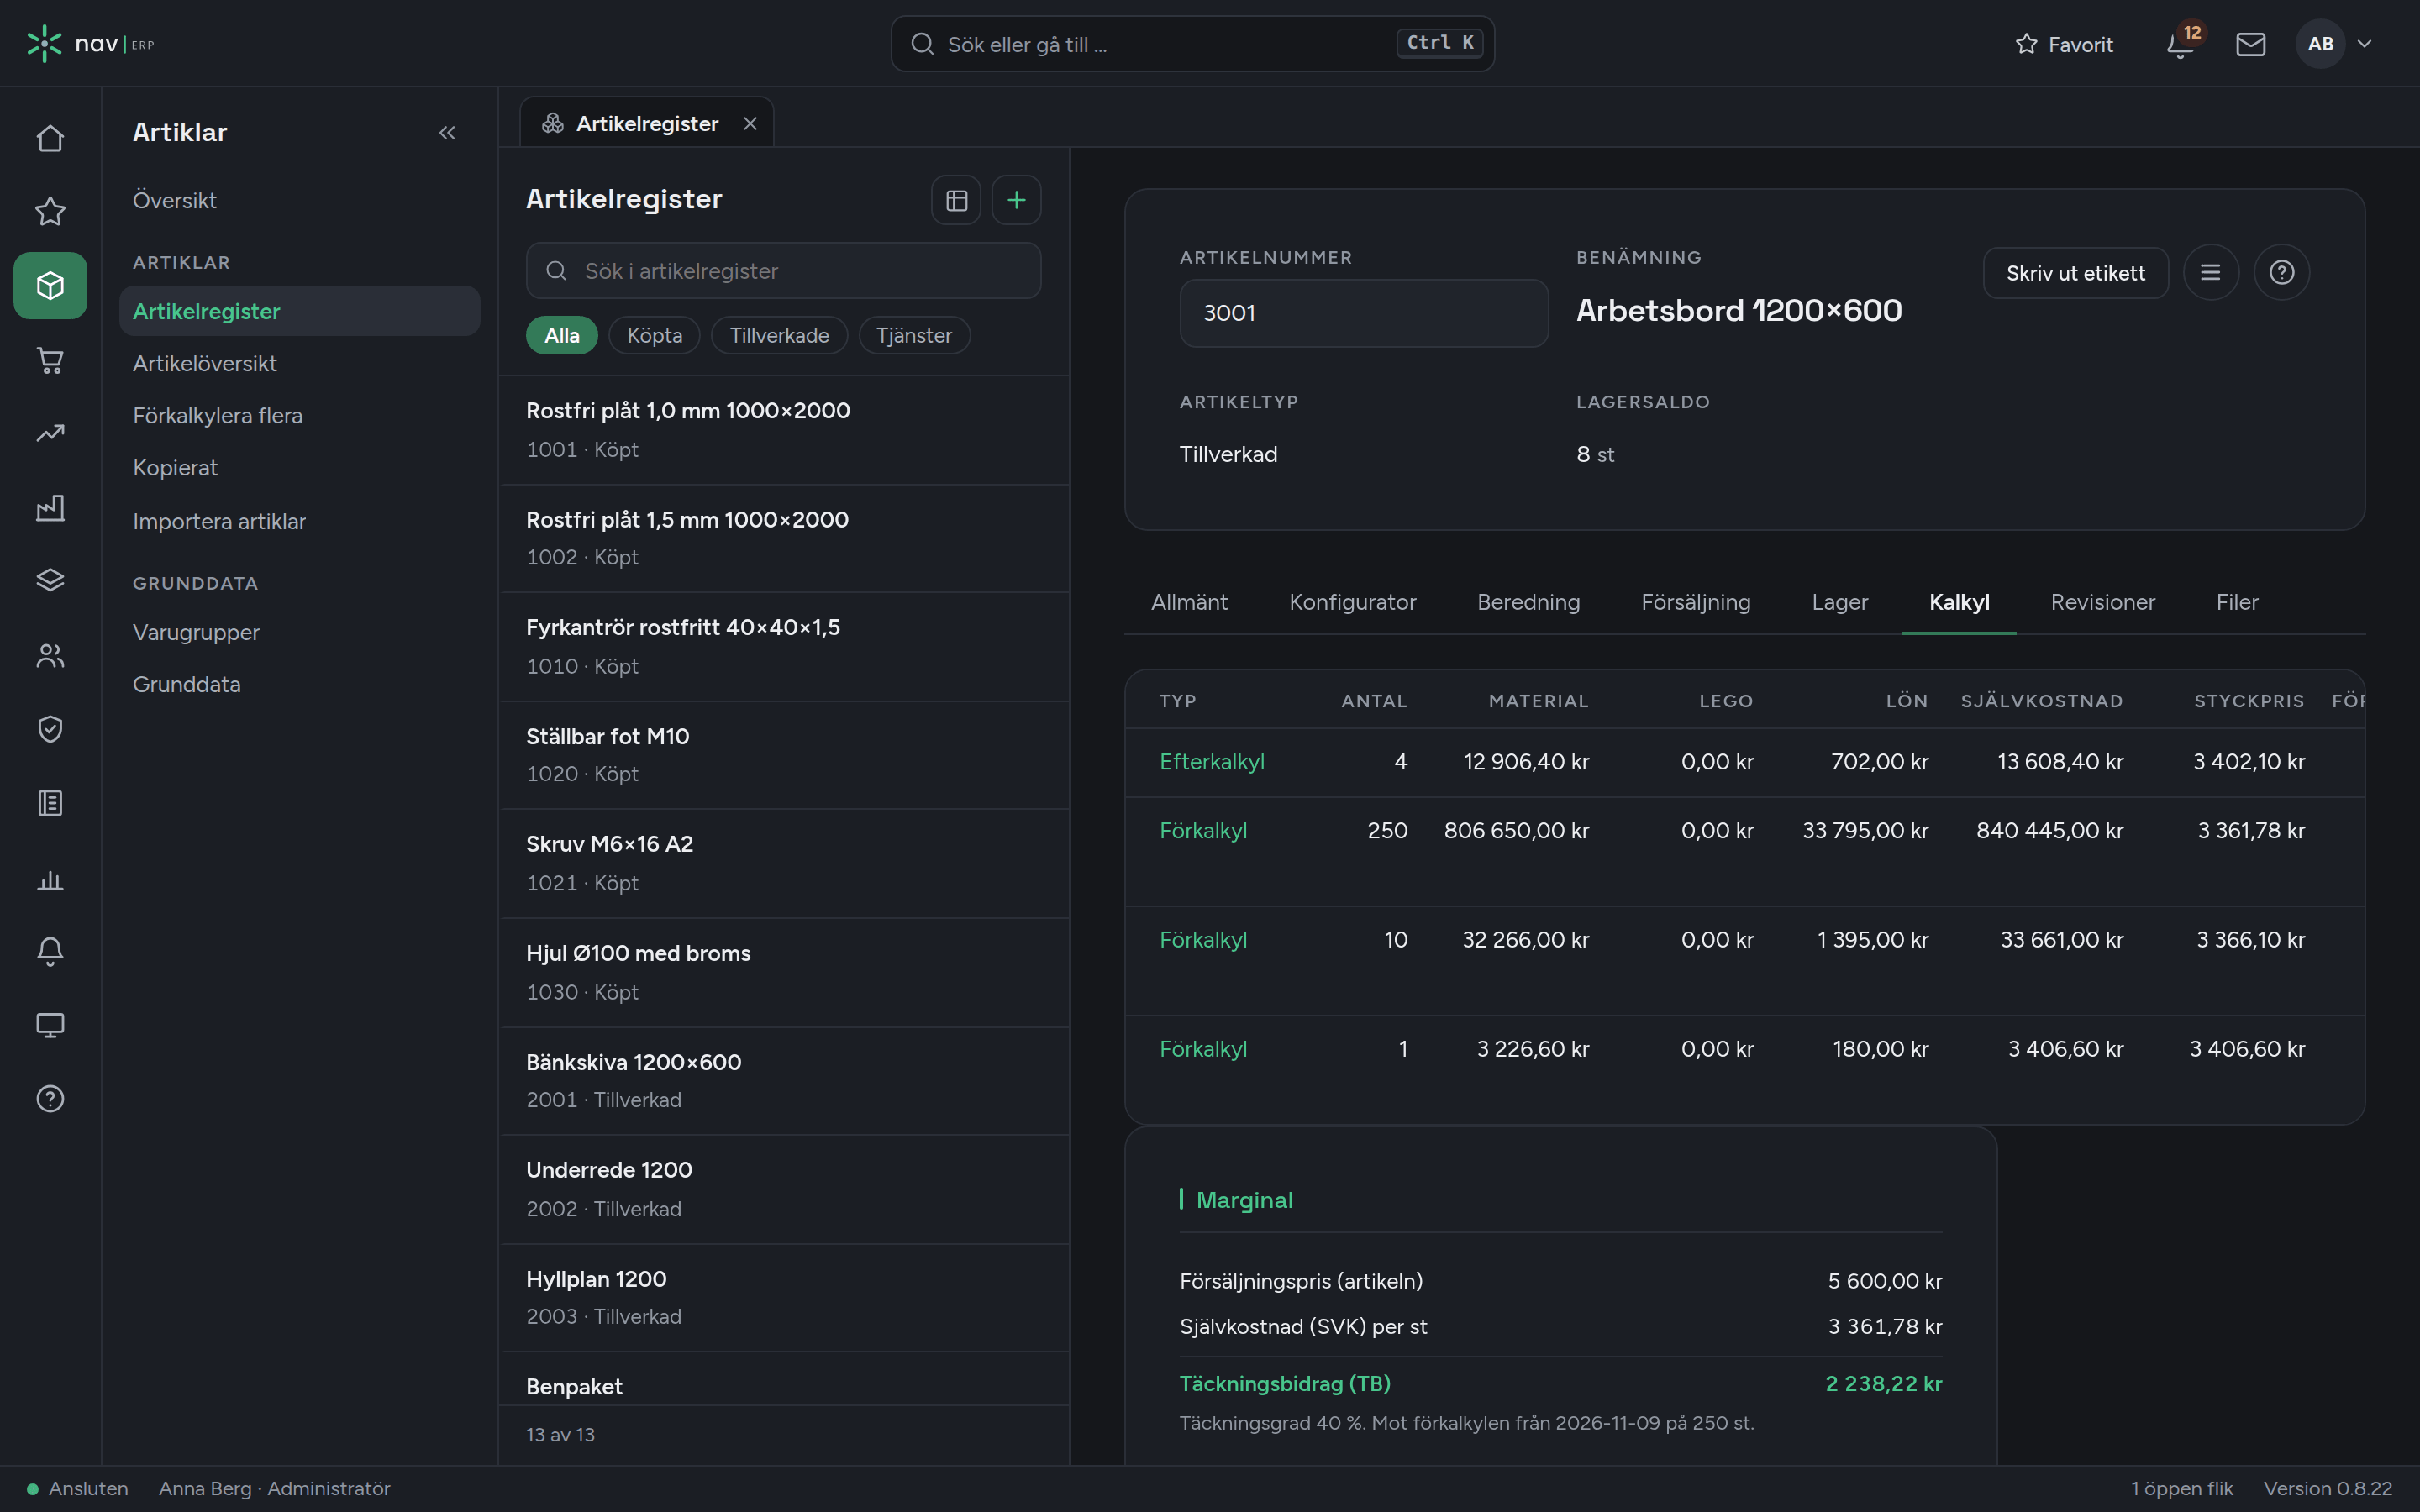 nav | ERP
Sök eller gå till ...
Ctrl K
Favorit
12
AB
Artiklar
Översikt
ARTIKLAR
Artikelregister
Artikelöversikt
Förkalkylera flera
Kopierat
Importera artiklar
GRUNDDATA
Varugrupper
Grunddata
Artikelregister
Artikelregister
Sök i artikelregister
Alla Köpta Tillverkade Tjänster
Rostfri plåt 1,0 mm 1000×2000
1001 · Köpt
Rostfri plåt 1,5 mm 1000×2000
1002 · Köpt
Fyrkantrör rostfritt 40×40×1,5
1010 · Köpt
Ställbar fot M10
1020 · Köpt
Skruv M6×16 A2
1021 · Köpt
Hjul Ø100 med broms
1030 · Köpt
Bänkskiva 1200×600
2001 · Tillverkad
Underrede 1200
2002 · Tillverkad
Hyllplan 1200
2003 · Tillverkad
Benpaket
13 av 13
ARTIKELNUMMER
3001
BENÄMNING
Arbetsbord 1200×600
Skriv ut etikett
ARTIKELTYP
Tillverkad
LAGERSALDO
8 st
Allmänt Konfigurator Beredning Försäljning Lager Kalkyl Revisioner Filer
TYP ANTAL MATERIAL LEGO LÖN SJÄLVKOSTNAD STYCKPRIS
Efterkalkyl 4 12 906,40 kr 0,00 kr 702,00 kr 13 608,40 kr 3 402,10 kr
Förkalkyl 250 806 650,00 kr 0,00 kr 33 795,00 kr 840 445,00 kr 3 361,78 kr
Förkalkyl 10 32 266,00 kr 0,00 kr 1 395,00 kr 33 661,00 kr 3 366,10 kr
Förkalkyl 1 3 226,60 kr 0,00 kr 180,00 kr 3 406,60 kr 3 406,60 kr
Marginal
Försäljningspris (artikeln) 5 600,00 kr
Självkostnad (SVK) per st 3 361,78 kr
Täckningsbidrag (TB) 2 238,22 kr
Täckningsgrad 40 %. Mot förkalkylen från 2026-11-09 på 250 st.
Ansluten Anna Berg · Administratör
1 öppen flik Version 0.8.22